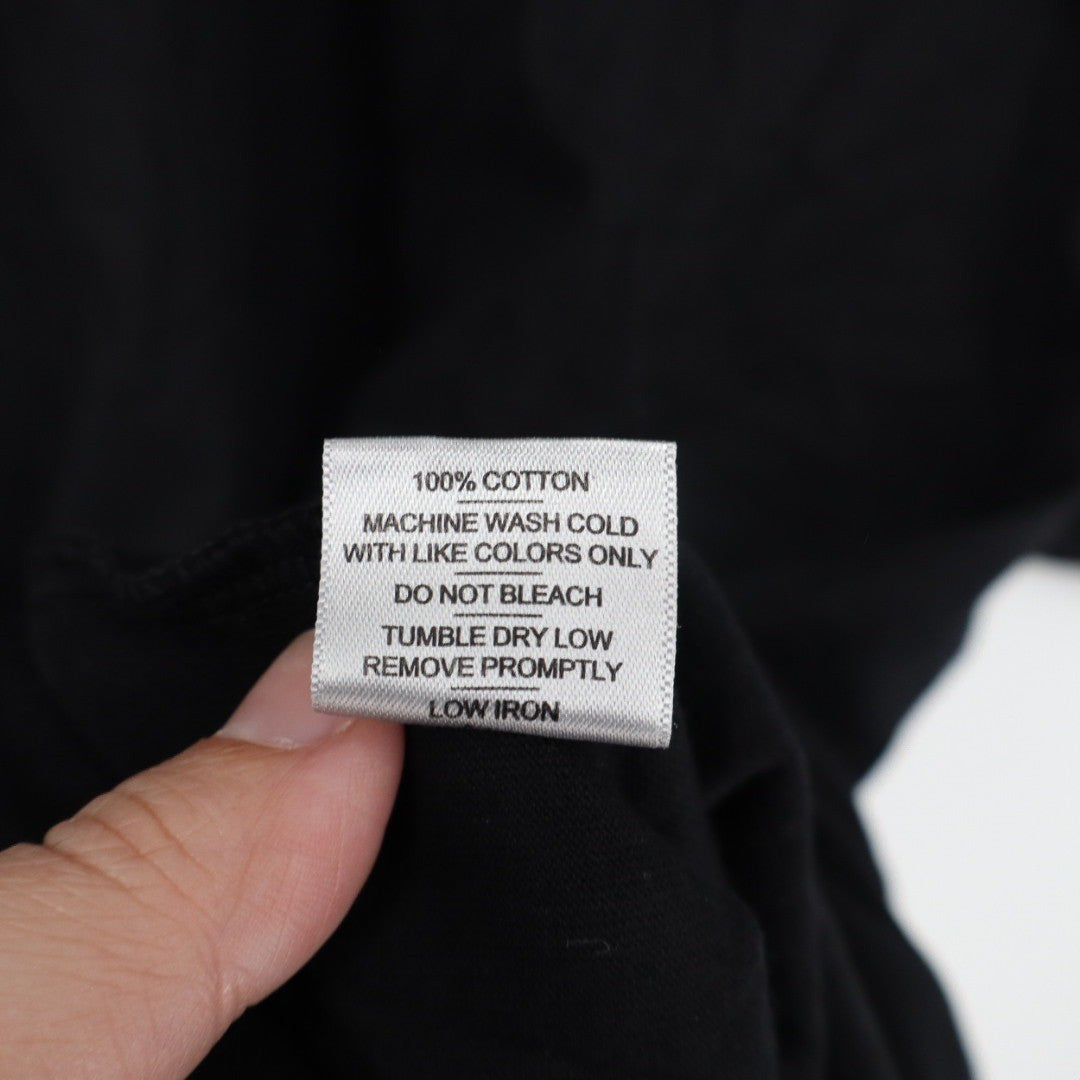 100% COTTON
MACHINE WASH COLD
WITH LIKE COLORS ONLY
DO NOT BLEACH
TUMBLE DRY LOW
REMOVE PROMPTLY
LOW IRON